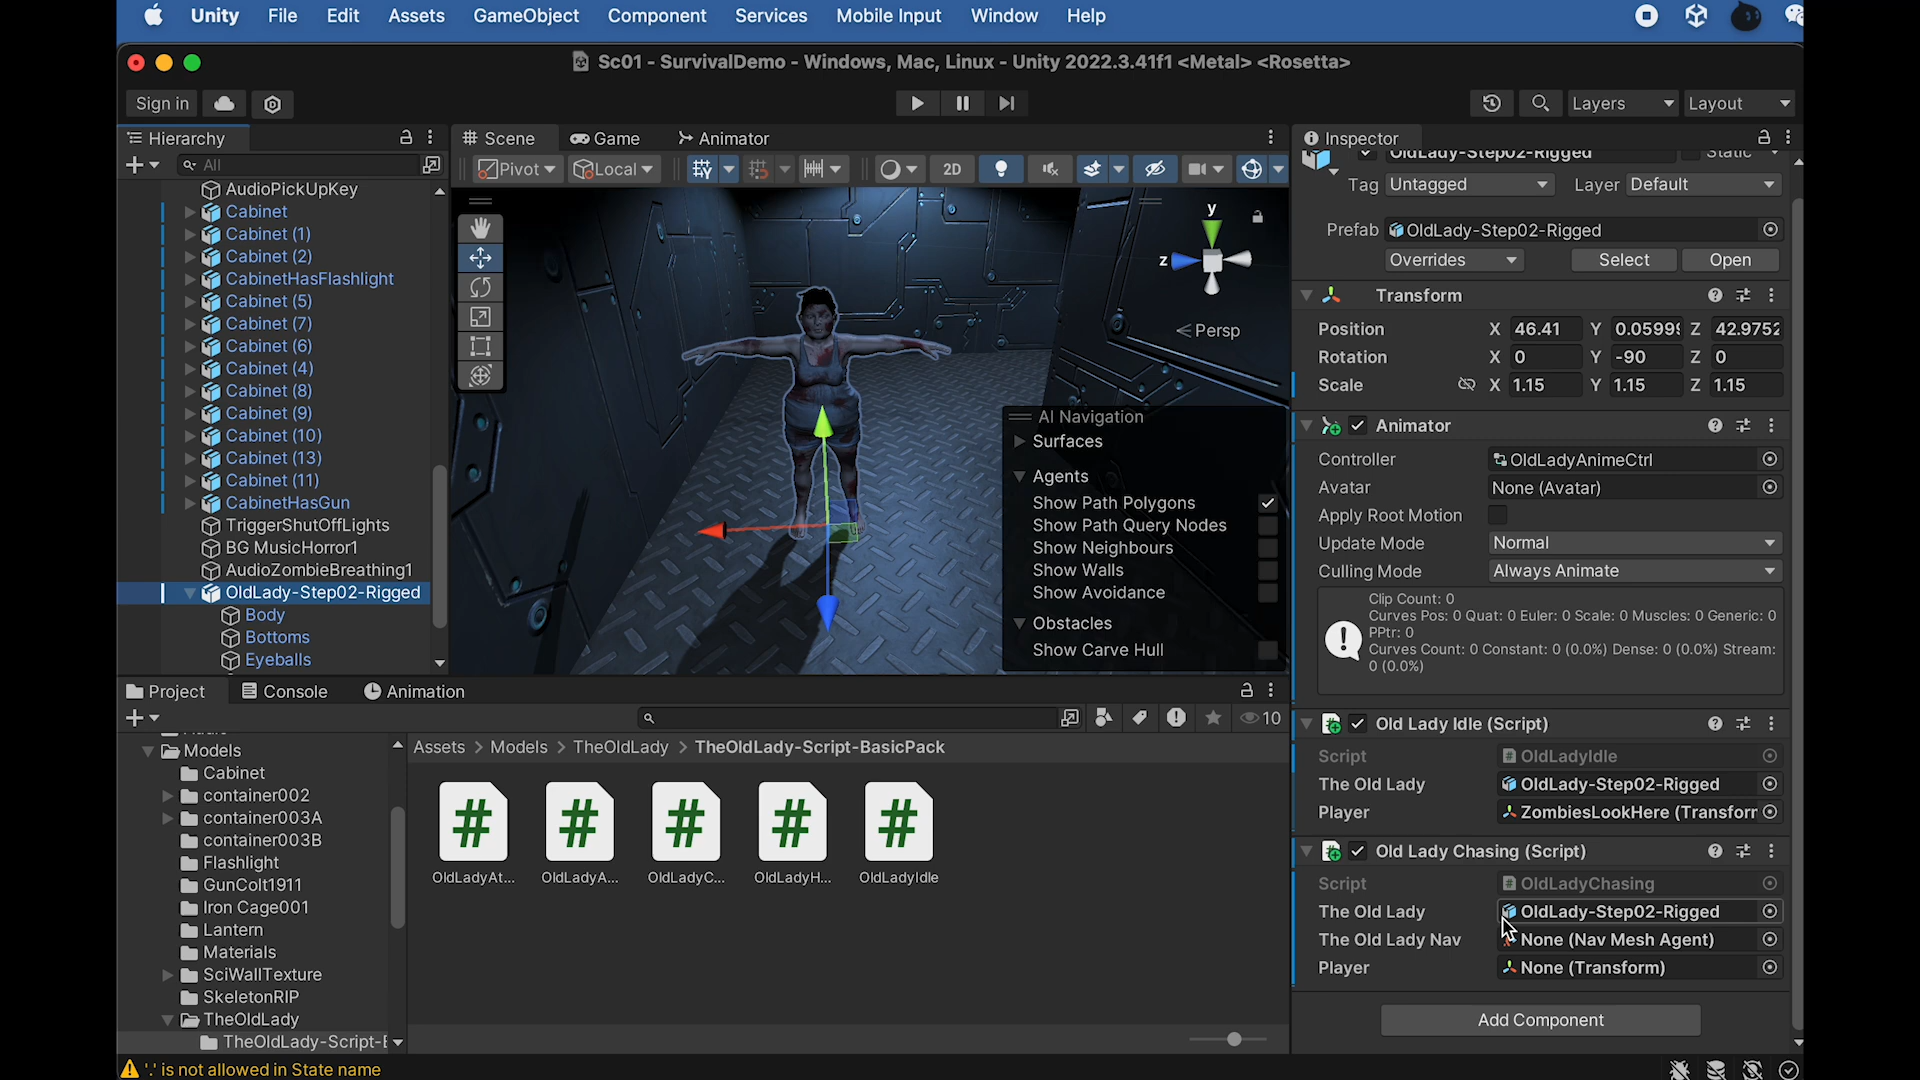 Unity File Edit Assets GameObject Component Services Mobile Input Window Help
Sc01 - SurvivalDemo - Windows, Mac, Linux - Unity 2022.3.41f1 <Metal> <Rosetta>
Sign in
Layers Layout
Hierarchy
Scene Game Animator
Inspector
All
Pivot Local 2D
AudioPickUpKey
Cabinet
Cabinet (1)
Cabinet (2)
CabinetHasFlashlight
Cabinet (5)
Cabinet (7)
Cabinet (6)
Cabinet (4)
Cabinet (8)
Cabinet (9)
Cabinet (10)
Cabinet (13)
Cabinet (11)
CabinetHasGun
TriggerShutOffLights
BG MusicHorror1
AudioZombieBreathing1
OldLady-Step02-Rigged
Body
Bottoms
Eyeballs
y
z
Persp
AI Navigation
Surfaces
Agents
Show Path Polygons
Show Path Query Nodes
Show Neighbours
Show Walls
Show Avoidance
Obstacles
Show Carve Hull
OldLady-Step02-Rigged Static
Tag Untagged Layer Default
Prefab OldLady-Step02-Rigged
Overrides Select Open
Transform
Position X 46.41 Y 0.0599 Z 42.9752
Rotation X 0 Y -90 Z 0
Scale X 1.15 Y 1.15 Z 1.15
Animator
Controller OldLadyAnimeCtrl
Avatar None (Avatar)
Apply Root Motion
Update Mode Normal
Culling Mode Always Animate
Clip Count: 0
Curves Pos: 0 Quat: 0 Euler: 0 Scale: 0 Muscles: 0 Generic: 0
PPtr: 0
Curves Count: 0 Constant: 0 (0.0%) Dense: 0 (0.0%) Stream:
0 (0.0%)
Old Lady Idle (Script)
Script OldLadyIdle
The Old Lady OldLady-Step02-Rigged
Player ZombiesLookHere (Transforr
Old Lady Chasing (Script)
Script OldLadyChasing
The Old Lady OldLady-Step02-Rigged
The Old Lady Nav None (Nav Mesh Agent)
Player None (Transform)
Add Component
Project Console Animation
10
Models
Cabinet
container002
container003A
container003B
Flashlight
GunColt1911
Iron Cage001
Lantern
Materials
SciWallTexture
SkeletonRIP
TheOldLady
TheOldLady-Script-E
Assets > Models > TheOldLady > TheOldLady-Script-BasicPack
OldLadyAt... OldLadyA... OldLadyC... OldLadyH... OldLadyIdle
'.' is not allowed in State name